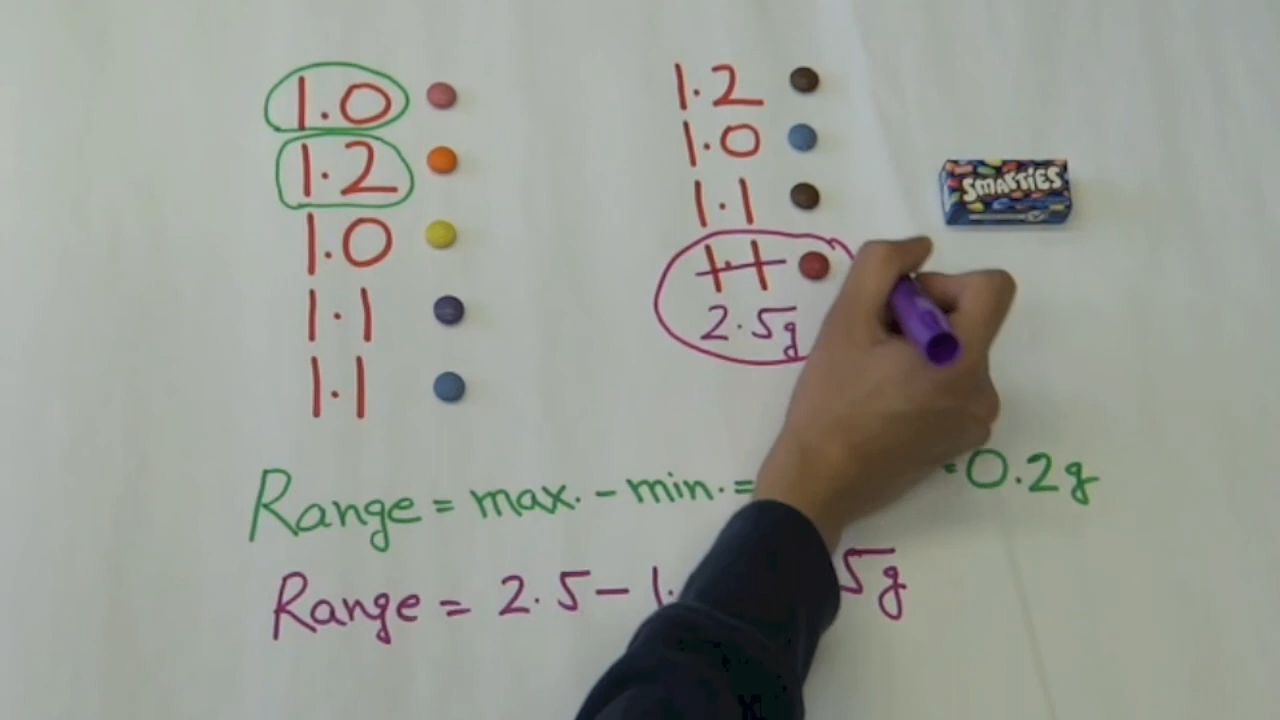 1.0
1.2
1.0
1.1
1.1
1.2
1.0
1.1
1.1
2.5g
SMARTIES
Range = max. - min. = =0.2g
Range = 2.5 - 1. 5g